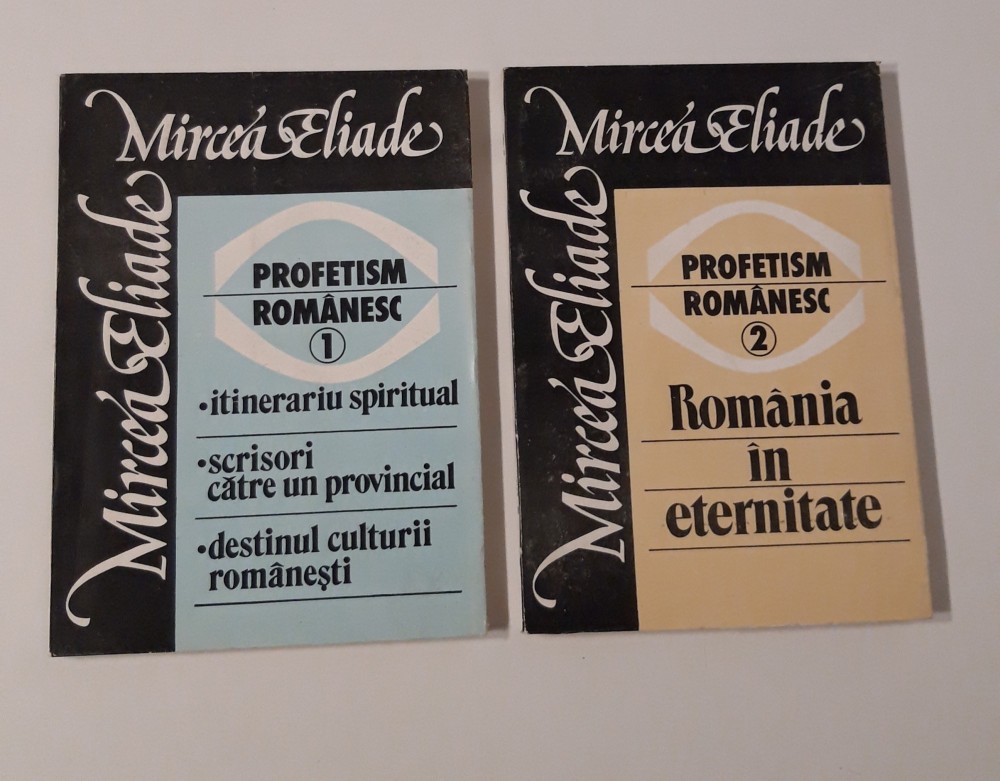 Mircea Eliade
Mircea Eliade
PROFETISM
ROMÂNESC
1
•itinerariu spiritual
•scrisori
către un provincial
•destinul culturii
românești
Mircea Eliade
Mircea Eliade
PROFETISM
ROMÂNESC
2
România
în
eternitate